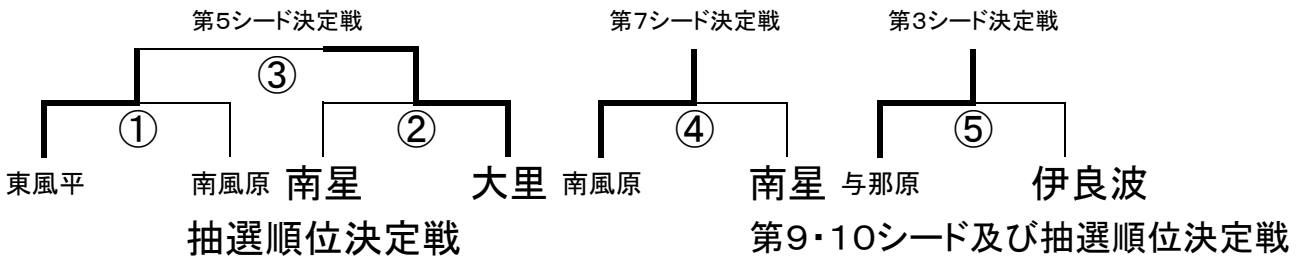 第5シード決定戦 第7シード決定戦 第3シード決定戦
③
① ② ④ ⑤
東風平 南風原 南星 大里 南風原 南星 与那原 伊良波
抽選順位決定戦 第9・10シード及び抽選順位決定戦